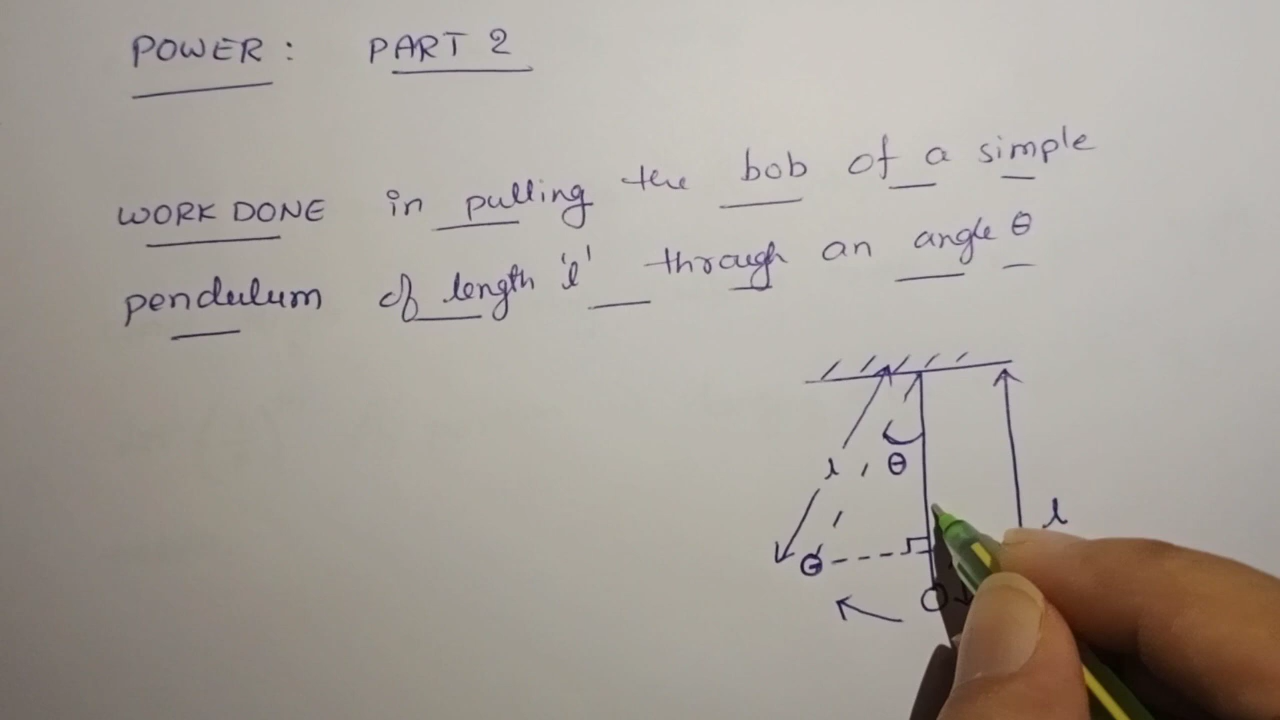 POWER : PART 2
WORK DONE in pulling the bob of a simple
pendulum of length 'l' through an angle θ
l
θ
l